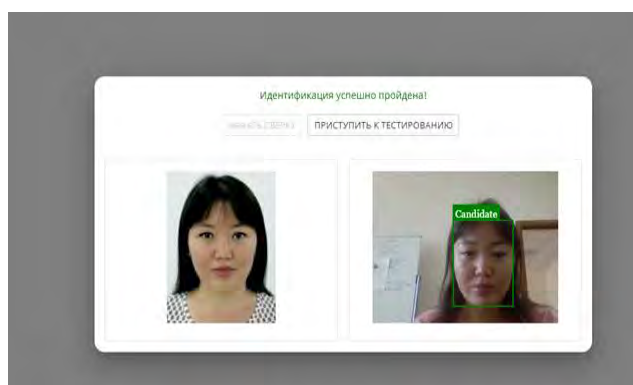 Идентификация успешно пройдена!
ПРИСТУПИТЬ К ТЕСТИРОВАНИЮ
Candidate